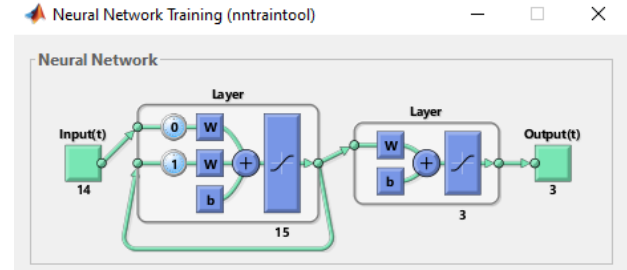 Neural Network Training (nntraintool)
Neural Network
Layer
Layer
Input(t)
Output(t)
0
W
1
W
b
W
b
14
15
3
3